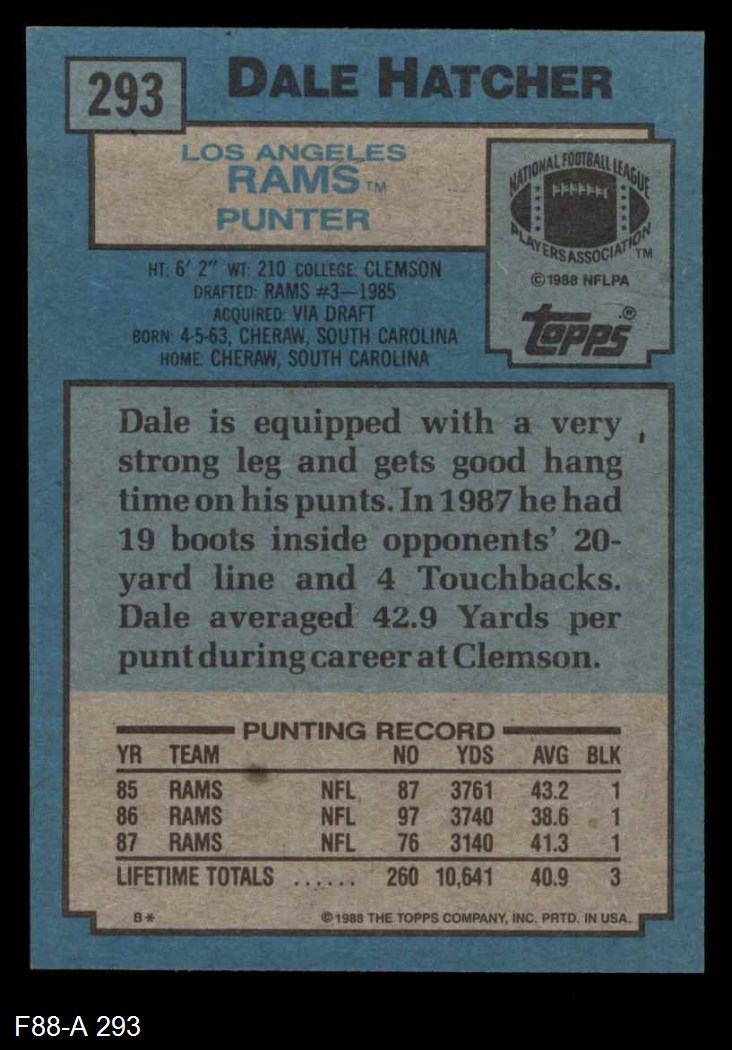 293
DALE HATCHER
LOS ANGELES
RAMS TM
PUNTER
NATIONAL FOOTBALL LEAGUE
PLAYERS ASSOCIATION TM
©1988 NFLPA
topps ®
HT: 6' 2" WT: 210 COLLEGE: CLEMSON
DRAFTED: RAMS #3—1985
ACQUIRED: VIA DRAFT
BORN: 4-5-63, CHERAW, SOUTH CAROLINA
HOME: CHERAW, SOUTH CAROLINA
Dale is equipped with a very
strong leg and gets good hang
time on his punts. In 1987 he had
19 boots inside opponents' 20-
yard line and 4 Touchbacks.
Dale averaged 42.9 Yards per
punt during career at Clemson.
PUNTING RECORD
YR TEAM NO YDS AVG BLK
85 RAMS NFL 87 3761 43.2 1
86 RAMS NFL 97 3740 38.6 1
87 RAMS NFL 76 3140 41.3 1
LIFETIME TOTALS ...... 260 10,641 40.9 3
B* ©1988 THE TOPPS COMPANY, INC. PRTD. IN USA.
F88-A 293